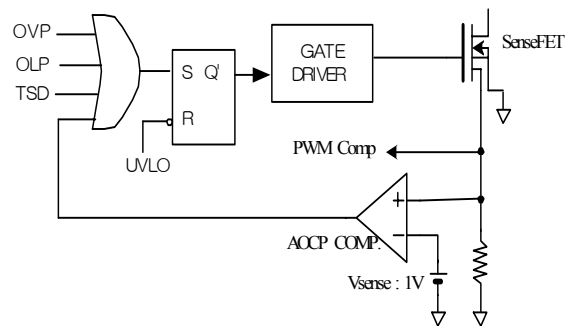 OVP
OLP
TSD
S Q'
R
UVLO
GATE
DRIVER
SenseFET
PWM Comp
+
−
AOCP COMP.
Vsense : 1V